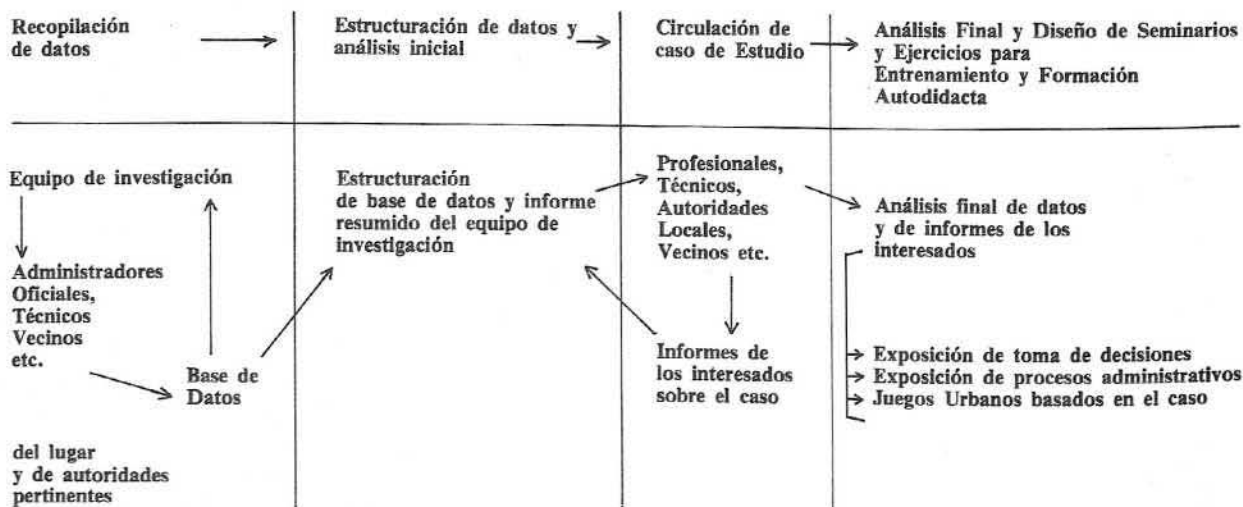 Recopilación
de datos
Estructuración de datos y
análisis inicial
Circulación de
caso de Estudio
Análisis Final y Diseño de Seminarios
y Ejercicios para
Entrenamiento y Formación
Autodidacta
Equipo de investigación
Administradores
Oficiales,
Técnicos
Vecinos
etc.
Base de
Datos
del lugar
y de autoridades
pertinentes
Estructuración
de base de datos y informe
resumido del equipo de
investigación
Profesionales,
Técnicos,
Autoridades
Locales,
Vecinos etc.
Informes de
los interesados
sobre el caso
Análisis final de datos
y de informes de los
interesados
Exposición de toma de decisiones
Exposición de procesos administrativos
Juegos Urbanos basados en el caso